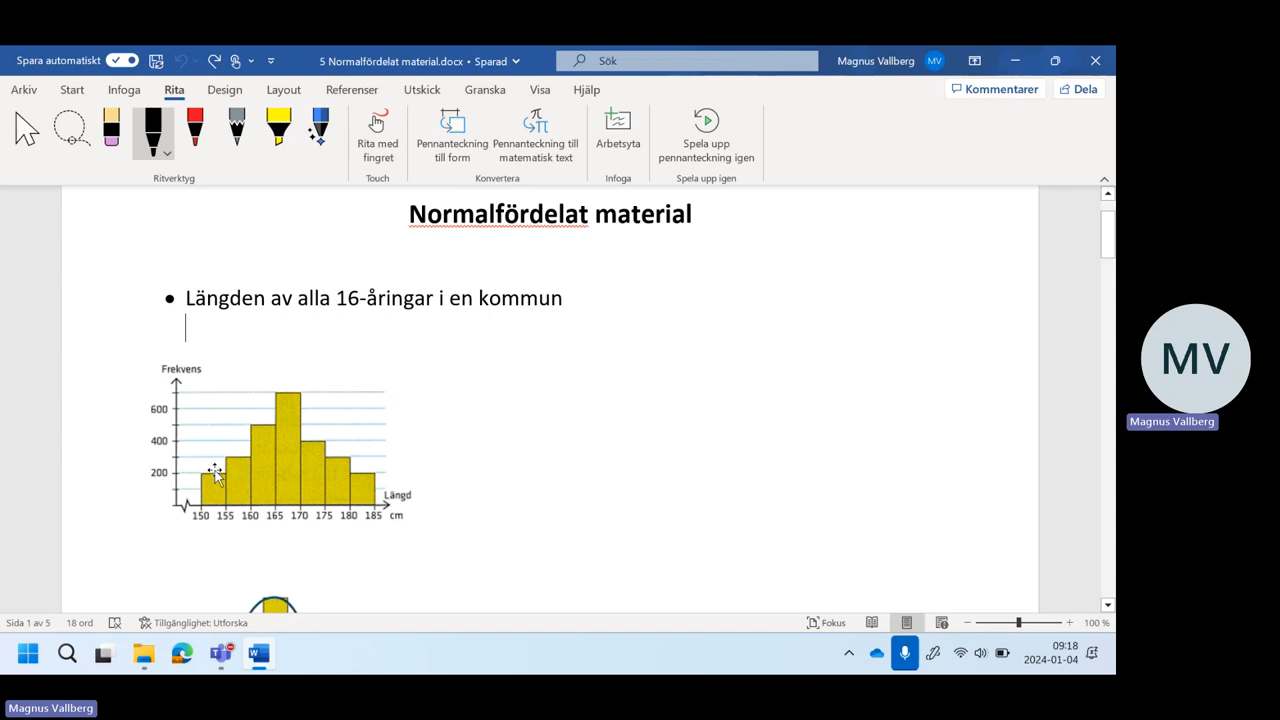 Spara automatiskt
5 Normalfördelat material.docx • Sparad
Sök
Magnus Vallberg
MV
Arkiv Start Infoga Rita Design Layout Referenser Utskick Granska Visa Hjälp
Kommentarer
Dela
Rita med fingret
Pennanteckning till form
Pennanteckning till matematisk text
Arbetsyta
Spela upp pennanteckning igen
Ritverktyg
Touch
Konvertera
Infoga
Spela upp igen
Normalfördelat material
• Längden av alla 16-åringar i en kommun
Frekvens
600
400
200
Längd
150 155 160 165 170 175 180 185 cm
MV
Magnus Vallberg
Sida 1 av 5
18 ord
Tillgänglighet: Utforska
Fokus
100 %
09:18
2024-01-04
Magnus Vallberg